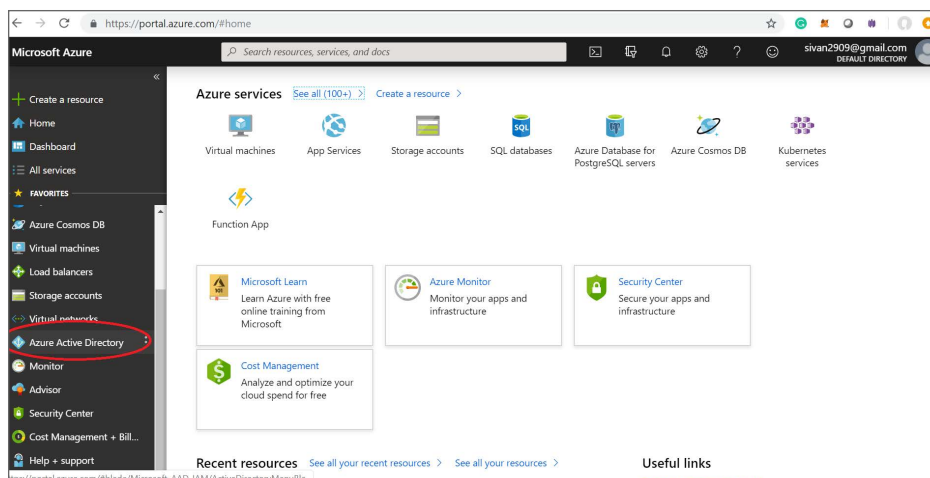 https://portal.azure.com/#home
Microsoft Azure
Search resources, services, and docs
sivan2909@gmail.com
DEFAULT DIRECTORY
«
Create a resource
Home
Dashboard
All services
FAVORITES
Azure Cosmos DB
Virtual machines
Load balancers
Storage accounts
Virtual networks
Azure Active Directory
Monitor
Advisor
Security Center
Cost Management + Bill...
Help + support
Azure services See all (100+) > Create a resource >
Virtual machines
App Services
Storage accounts
SQL
SQL databases
Azure Database for
PostgreSQL servers
Azure Cosmos DB
Kubernetes
services
Function App
Microsoft Learn
Learn Azure with free
online training from
Microsoft
Azure Monitor
Monitor your apps and
infrastructure
Security Center
Secure your apps and
infrastructure
Cost Management
Analyze and optimize your
cloud spend for free
Recent resources See all your recent resources > See all your resources >
Useful links